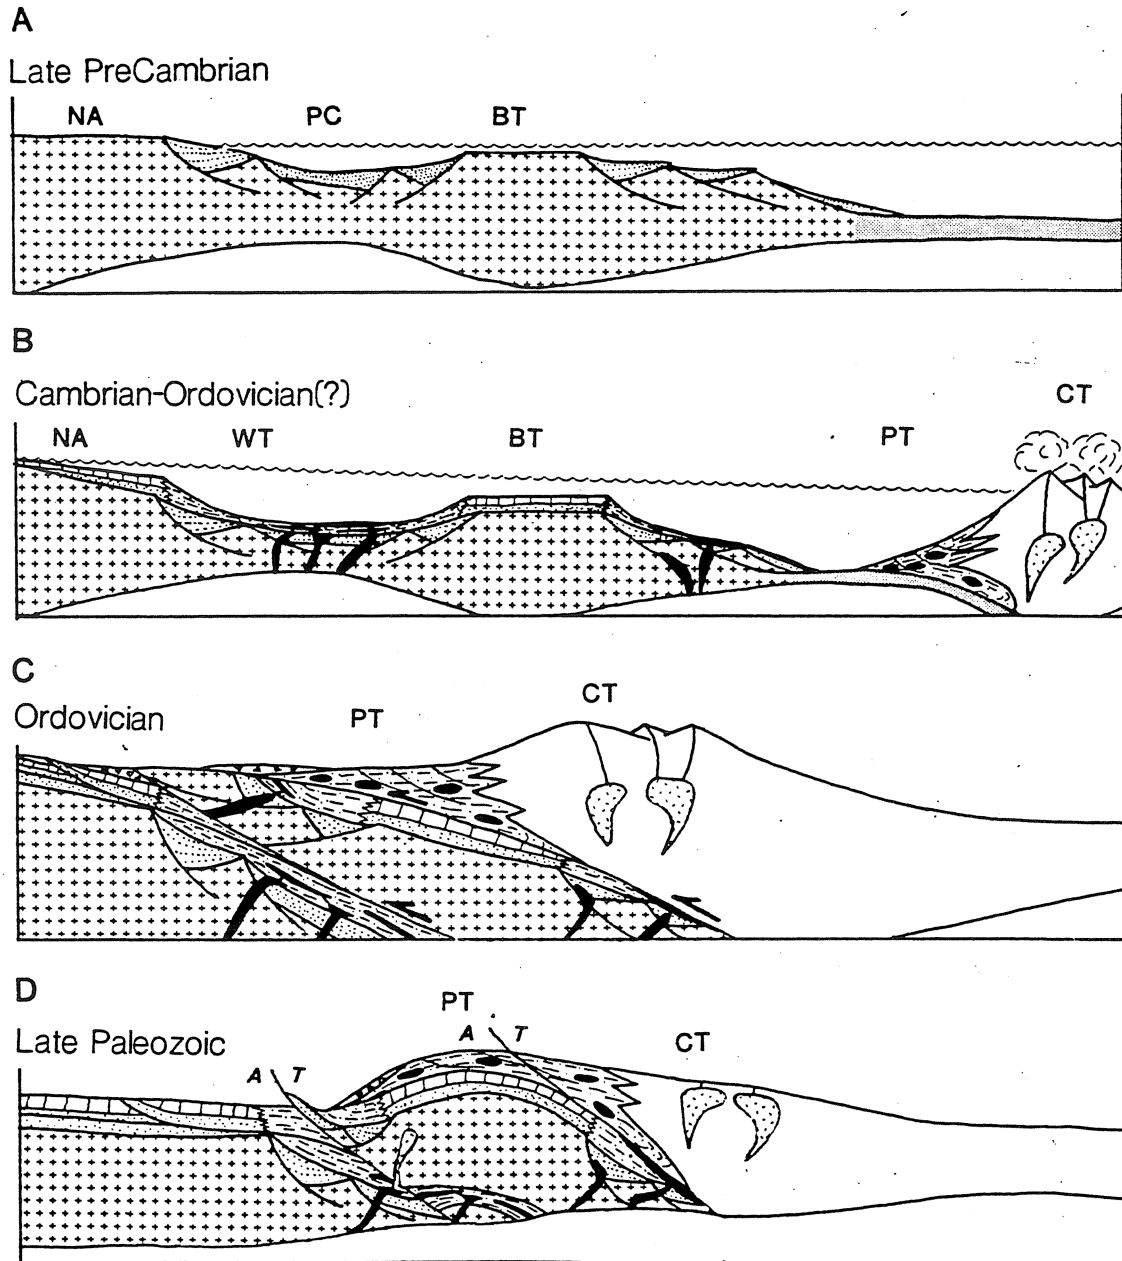 A
Late PreCambrian
NA PC BT
B
Cambrian-Ordovician(?)
CT
NA WT BT PT
C
CT
Ordovician PT
D
PT
Late Paleozoic A T CT
A T